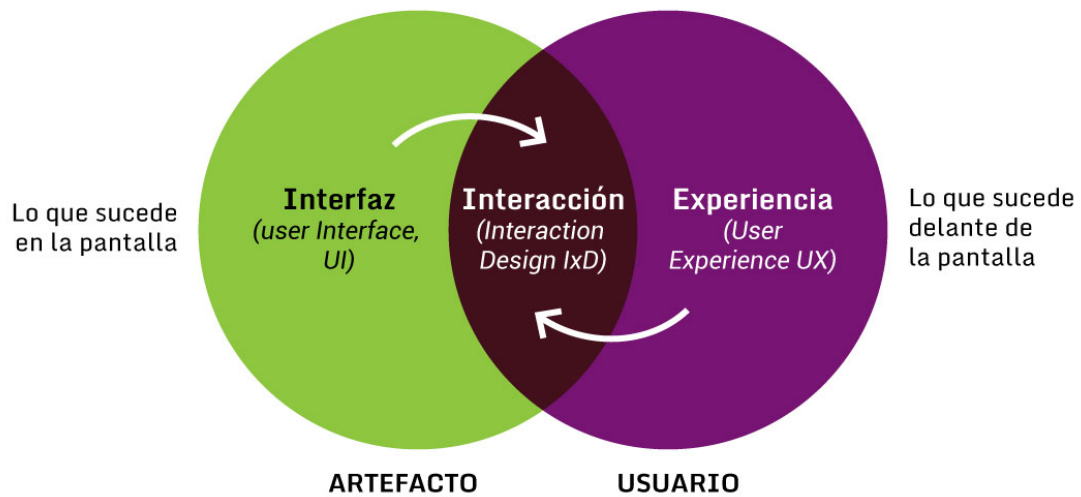 Lo que sucede
en la pantalla
Interfaz
(user Interface,
UI)
Interacción
(Interaction
Design IxD)
Experiencia
(User
Experience UX)
Lo que sucede
delante de
la pantalla
ARTEFACTO
USUARIO